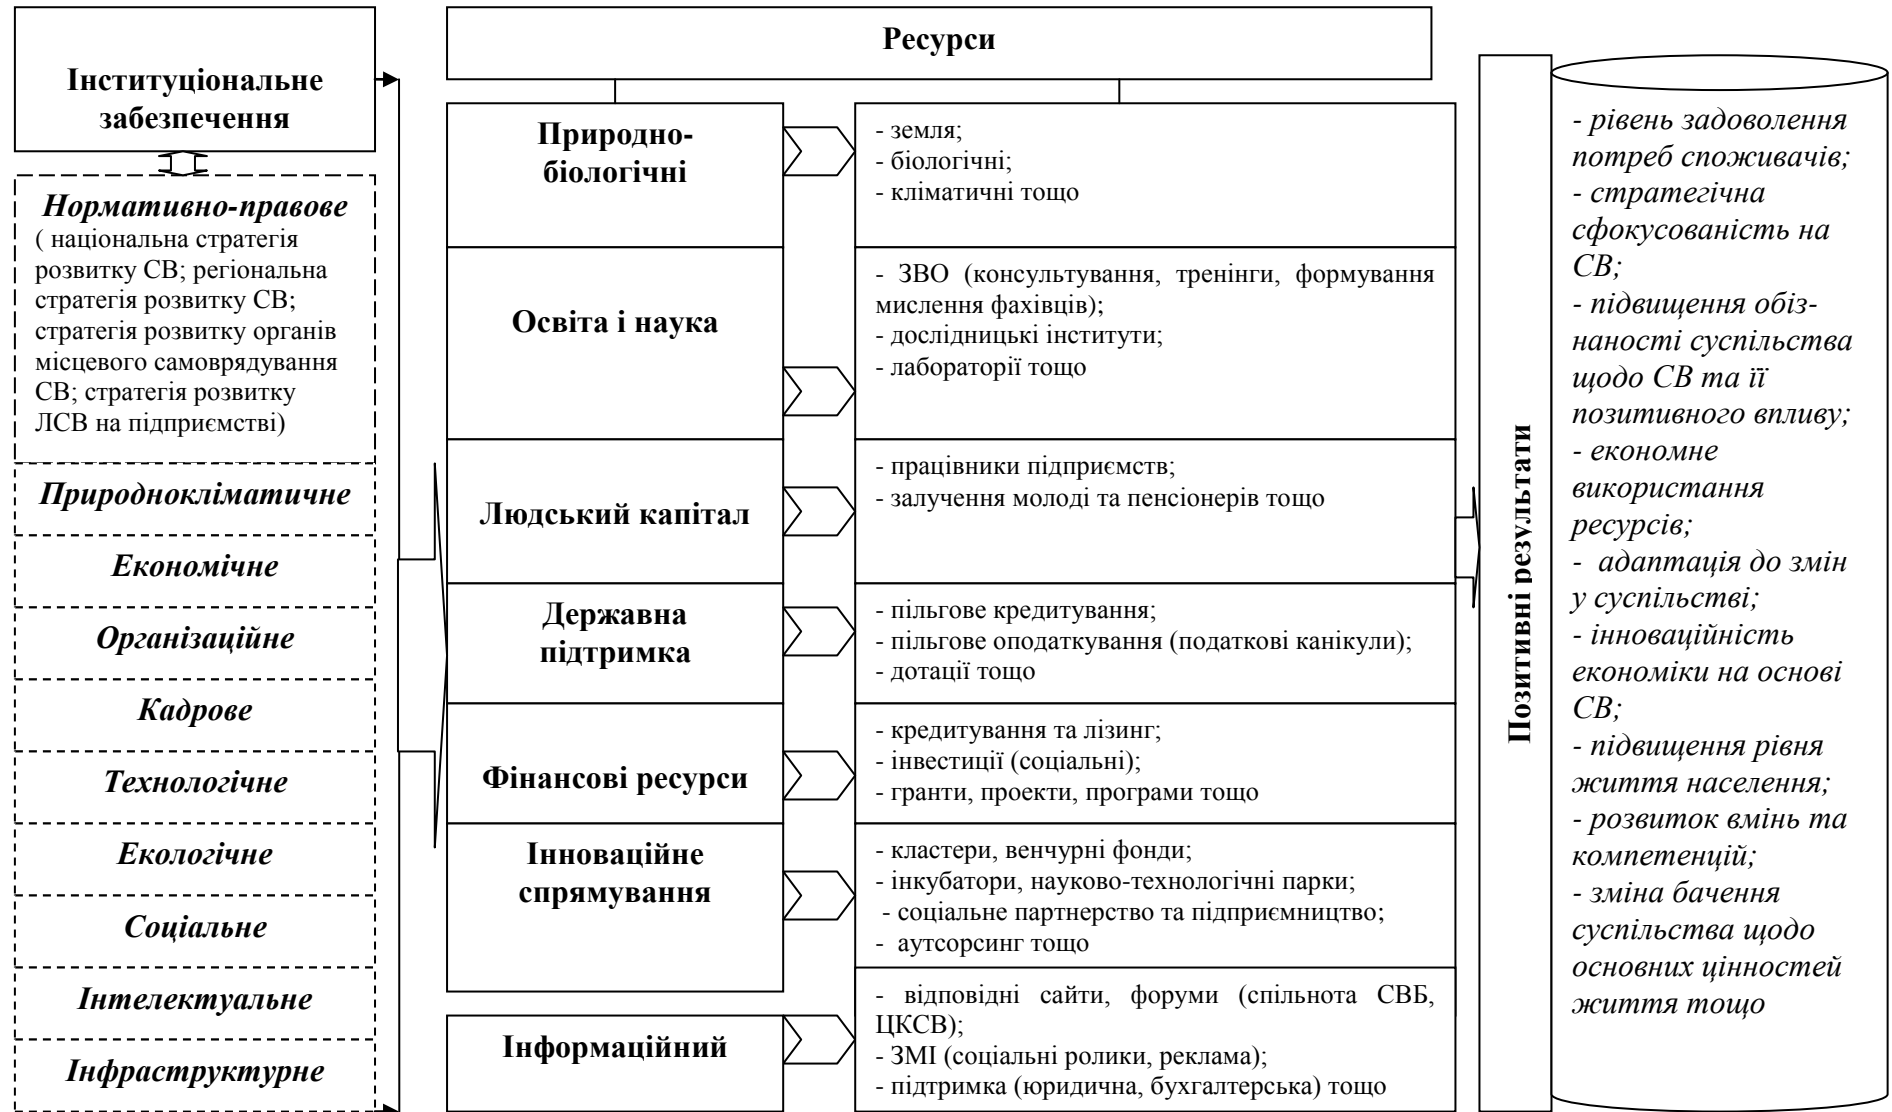 Інституціональне
забезпечення
Нормативно-правове
( національна стратегія
розвитку СВ; регіональна
стратегія розвитку СВ;
стратегія розвитку органів
місцевого самоврядування
СВ; стратегія розвитку
ЛСВ на підприємстві)
Природнокліматичне
Економічне
Організаційне
Кадрове
Технологічне
Екологічне
Соціальне
Інтелектуальне
Інфраструктурне
Ресурси
Природно-
біологічні
- земля;
- біологічні;
- кліматичні тощо
Освіта і наука
- ЗВО (консультування, тренінги, формування
мислення фахівців);
- дослідницькі інститути;
- лабораторії тощо
Людський капітал
- працівники підприємств;
- залучення молоді та пенсіонерів тощо
Державна
підтримка
- пільгове кредитування;
- пільгове оподаткування (податкові канікули);
- дотації тощо
Фінансові ресурси
- кредитування та лізинг;
- інвестиції (соціальні);
- гранти, проекти, програми тощо
Інноваційне
спрямування
- кластери, венчурні фонди;
- інкубатори, науково-технологічні парки;
- соціальне партнерство та підприємництво;
- аутсорсинг тощо
Інформаційний
- відповідні сайти, форуми (спільнота СВБ,
ЦКСВ);
- ЗМІ (соціальні ролики, реклама);
- підтримка (юридична, бухгалтерська) тощо
Позитивні результати
- рівень задоволення
потреб споживачів;
- стратегічна
сфокусованість на
СВ;
- підвищення обіз-
наності суспільства
щодо СВ та її
позитивного впливу;
- економне
використання
ресурсів;
- адаптація до змін
у суспільстві;
- інноваційність
економіки на основі
СВ;
- підвищення рівня
життя населення;
- розвиток вмінь та
компетенцій;
- зміна бачення
суспільства щодо
основних цінностей
життя тощо